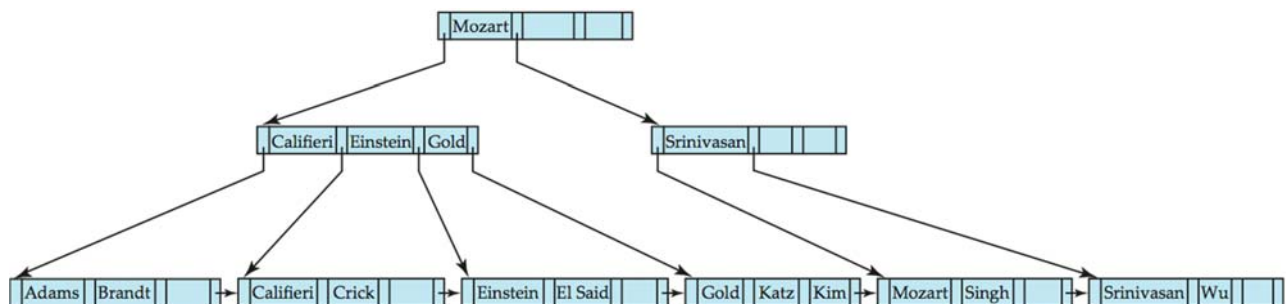 Mozart
Califieri Einstein Gold Srinivasan
Adams Brandt Califieri Crick Einstein El Said Gold Katz Kim Mozart Singh Srinivasan Wu